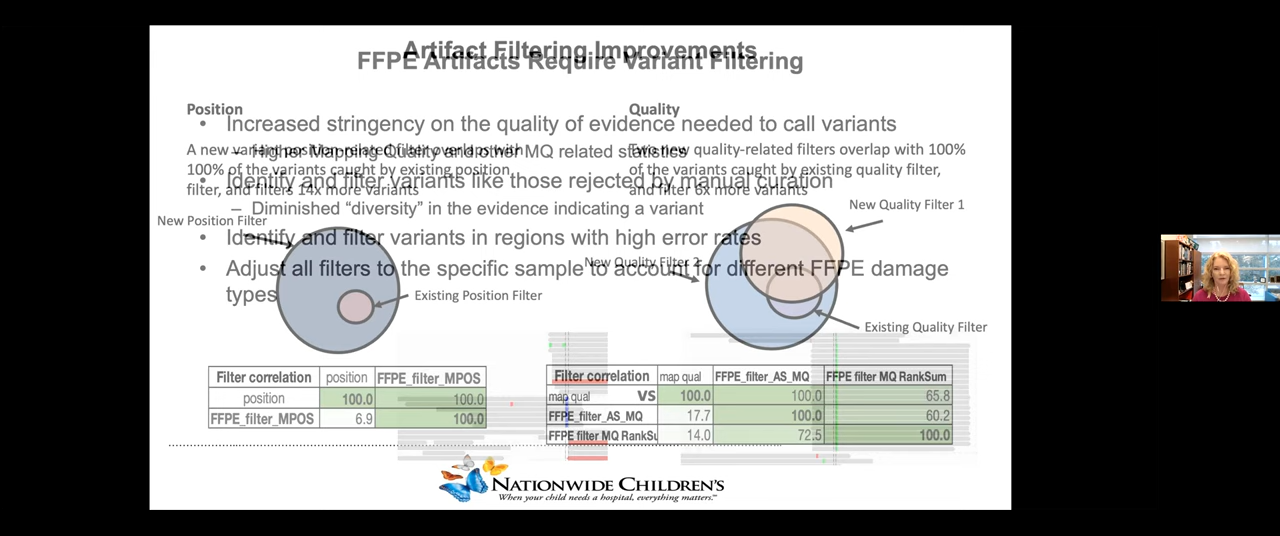 Artifact Filtering Improvements
FFPE Artifacts Require Variant Filtering
Position
Quality
• Increased stringency on the quality of evidence needed to call variants
A new variant position-related filter overlaps with
100% of the variants caught by existing position
filter, and filters 14x more variants
– Higher Mapping Quality and other MQ related statistics
Two new quality-related filters overlap with 100%
of the variants caught by existing quality filter,
and filter 6x more variants
• Identify and filter variants like those rejected by manual curation
– Diminished “diversity” in the evidence indicating a variant
New Position Filter
New Quality Filter 1
• Identify and filter variants in regions with high error rates
New Quality Filter 2
• Adjust all filters to the specific sample to account for different FFPE damage
types
Existing Position Filter
Existing Quality Filter
Filter correlation position FFPE_filter_MPOS
position 100.0 100.0
FFPE_filter_MPOS 6.9 100.0
Filter correlation map qual FFPE_filter_AS_MQ FFPE filter MQ RankSum
map qual 100.0 100.0 65.8
VS
FFPE_filter_AS_MQ 17.7 100.0 60.2
FFPE filter MQ RankSu 14.0 72.5 100.0
NATIONWIDE CHILDREN'S
When your child needs a hospital, everything matters.™